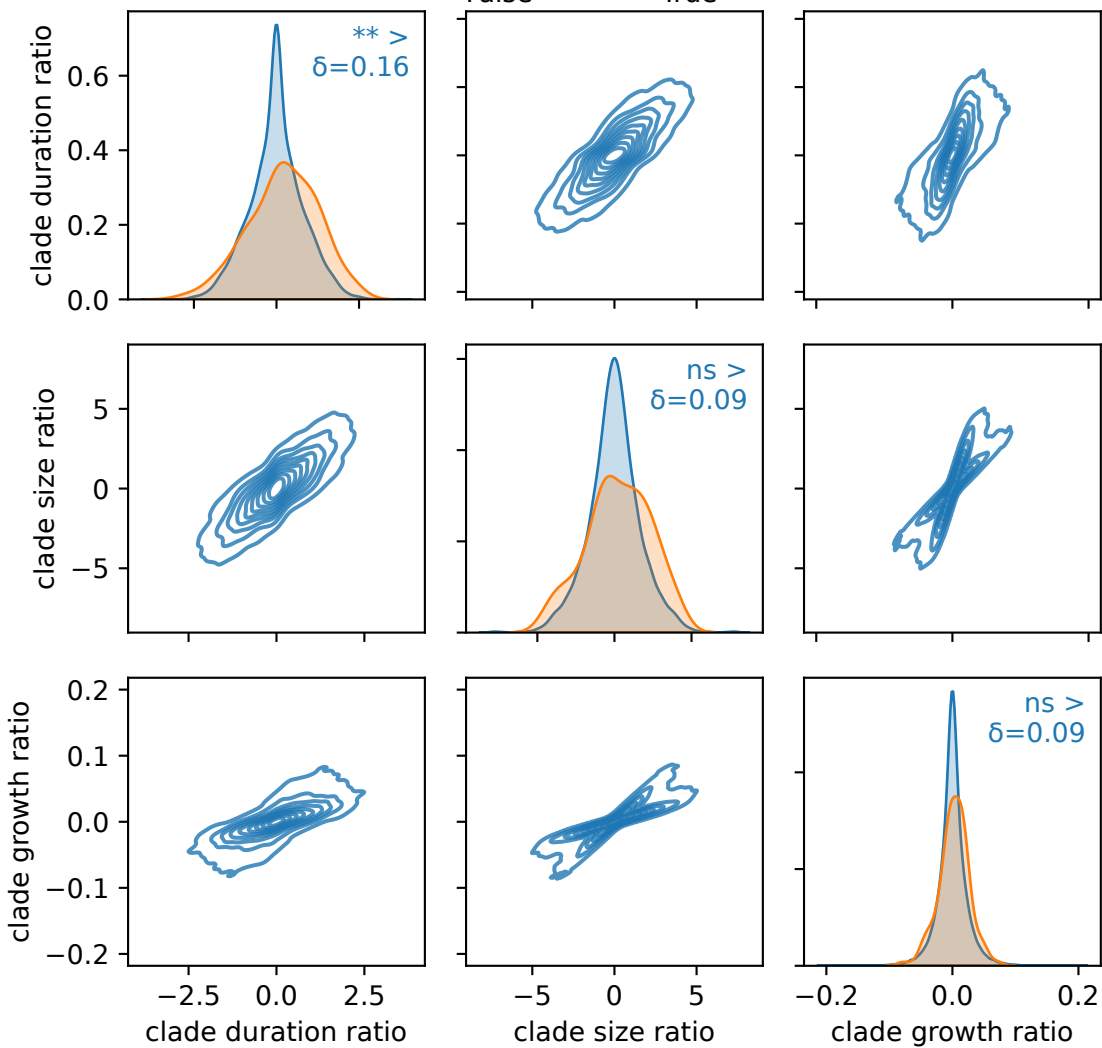 False True
clade duration ratio
0.6
0.4
0.2
0.0
** >
δ=0.16
clade size ratio
5
0
−5
ns >
δ=0.09
clade growth ratio
0.2
0.1
0.0
−0.1
−0.2
ns >
δ=0.09
−2.5 0.0 2.5
−5 0 5
−0.2 0.0 0.2
clade duration ratio
clade size ratio
clade growth ratio